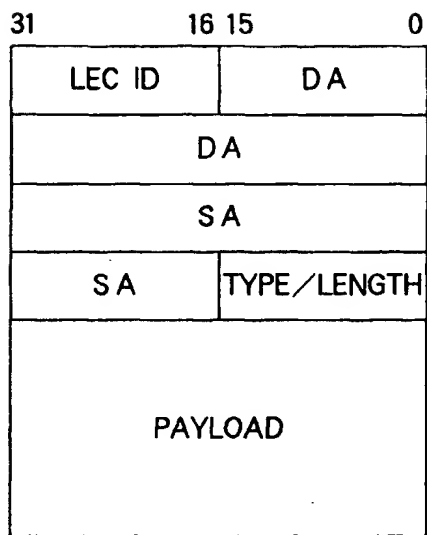 31 16 15 0
LEC ID DA
DA
SA
SA TYPE/LENGTH
PAYLOAD